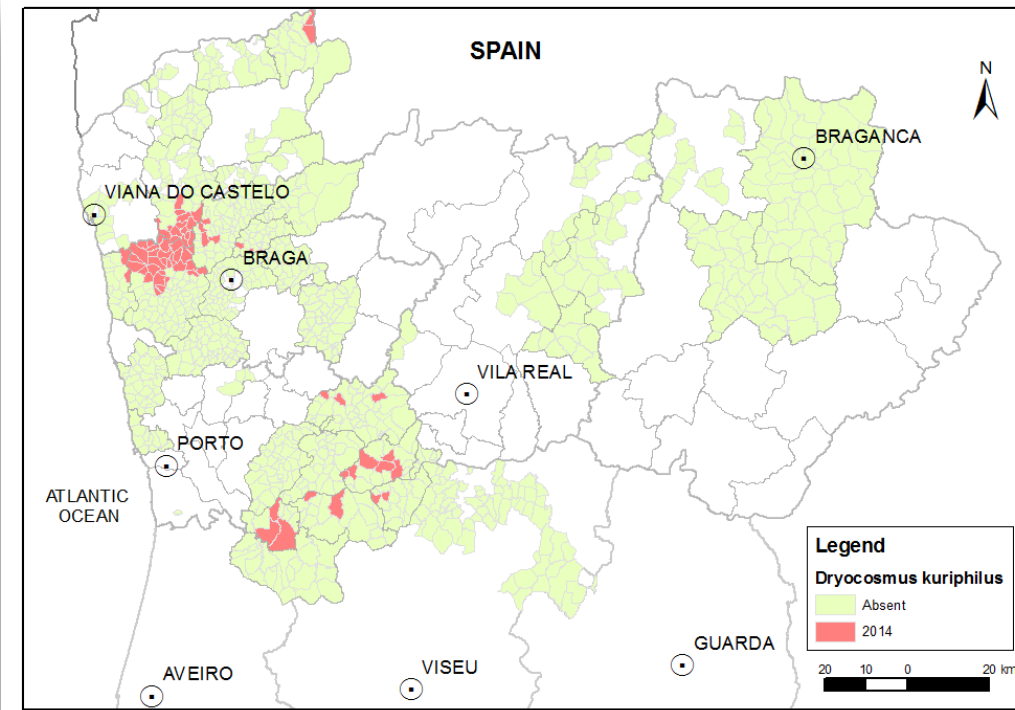 SPAIN
N
BRAGANCA
VIANA DO CASTELO
BRAGA
VILA REAL
PORTO
ATLANTIC
OCEAN
Legend
Dryocosmus kuriphilus
Absent
2014
GUARDA
AVEIRO
VISEU
20 10 0 20 km